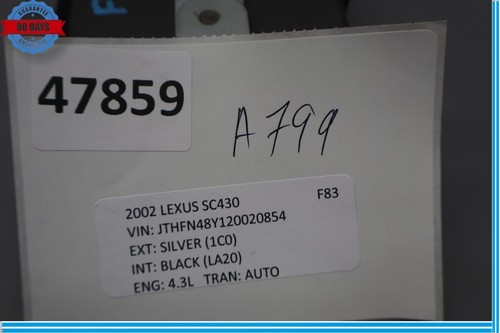 GUARANTEE
90 DAYS
F
47859
A799
2002 LEXUS SC430 F83
VIN: JTHFN48Y120020854
EXT: SILVER (1C0)
INT: BLACK (LA20)
ENG: 4.3L TRAN: AUTO